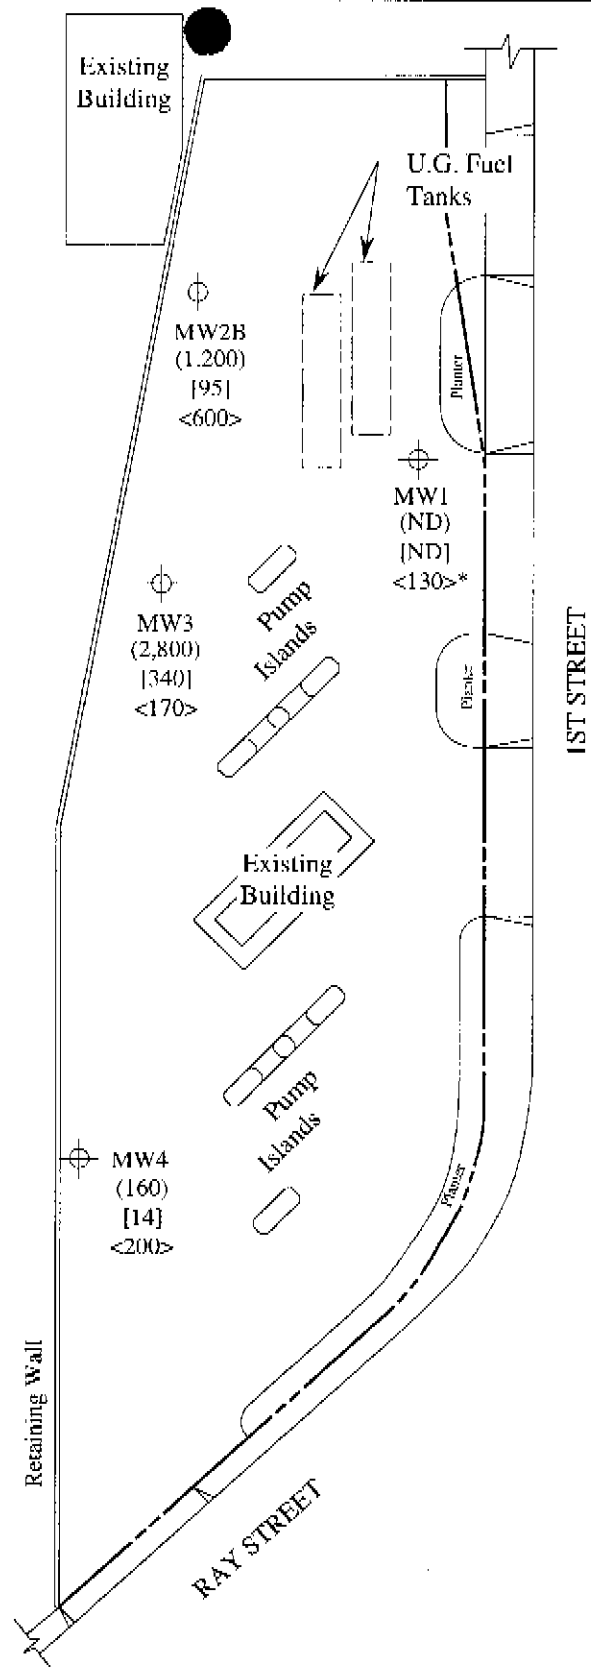 Existing
Building
U.G. Fuel
Tanks
MW2B
(1.200)
[95]
<600>
Planter
MW1
(ND)
[ND]
<130>*
MW3
(2,800)
[340]
<170>
Pump
Islands
Planter
1ST STREET
Existing
Building
Pump
Islands
MW4
(160)
[14]
<200>
Planter
Retaining Wall
RAY STREET